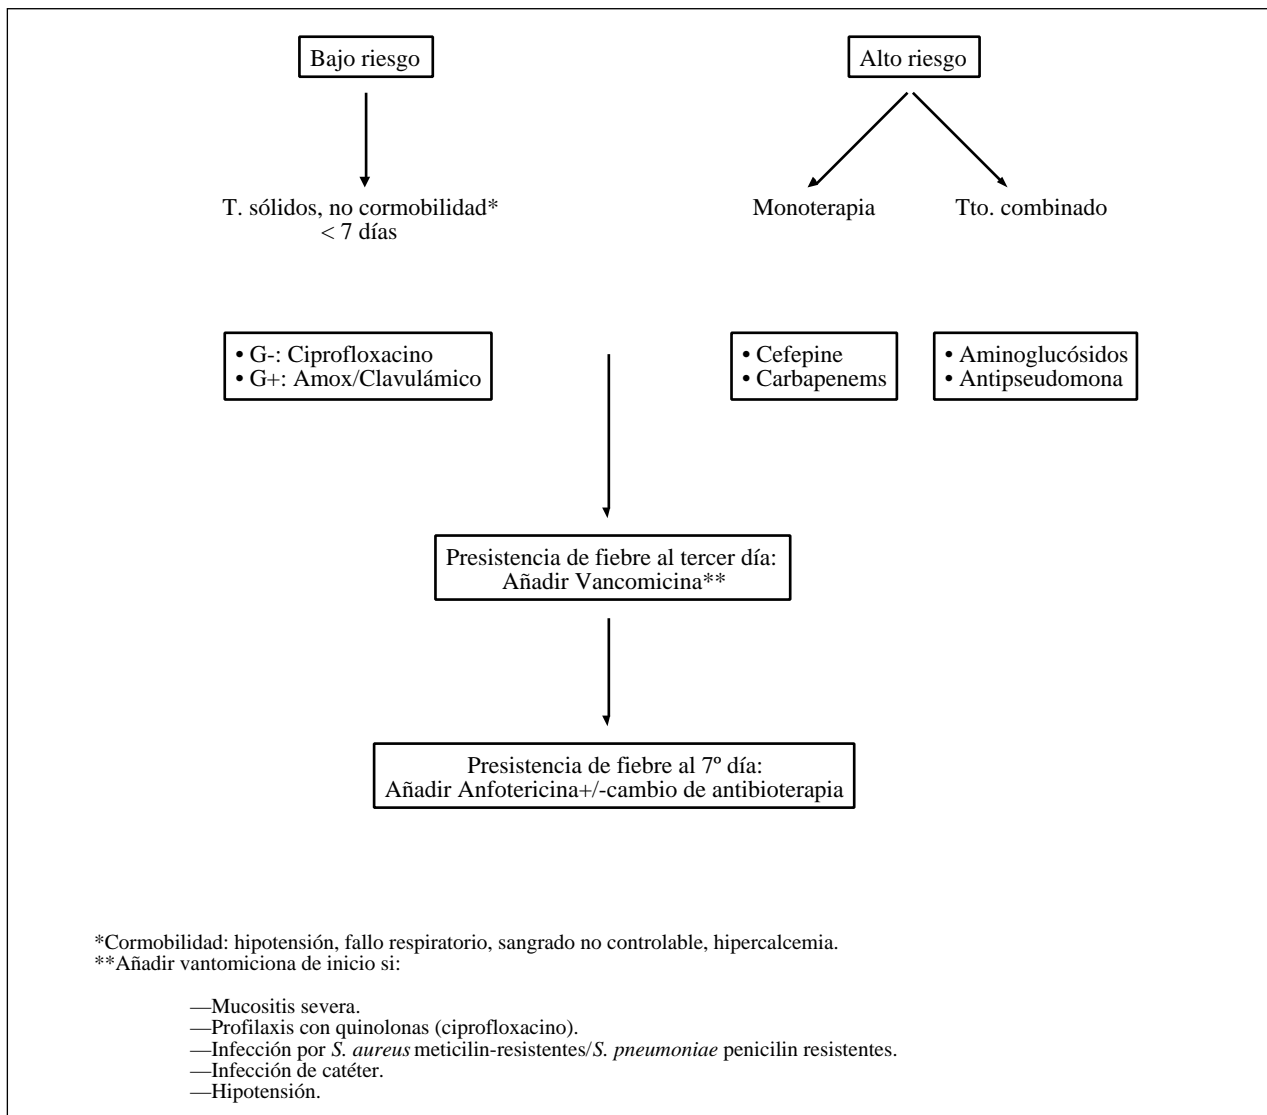 Bajo riesgo
Alto riesgo
T. sólidos, no cormobilidad*
< 7 días
Monoterapia
Tto. combinado
• G-: Ciprofloxacino
• G+: Amox/Clavulámico
• Cefepine
• Carbapenems
• Aminoglucósidos
• Antipseudomona
Presistencia de fiebre al tercer día:
Añadir Vancomicina**
Presistencia de fiebre al 7º día:
Añadir Anfotericina+/-cambio de antibioterapia
*Cormobilidad: hipotensión, fallo respiratorio, sangrado no controlable, hipercalcemia.
**Añadir vantomiciona de inicio si:
—Mucositis severa.
—Profilaxis con quinolonas (ciprofloxacino).
—Infección por S. aureus meticilin-resistentes/S. pneumoniae penicilin resistentes.
—Infección de catéter.
—Hipotensión.